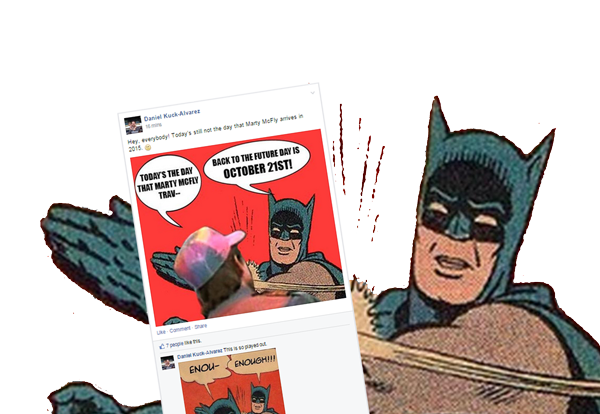 Daniel Kuck-Alvarez
16 mins
Hey, everybody! Today's still not the day that Marty McFly arrives in
2015.
TODAY'S THE DAY
THAT MARTY MCFLY
TRAV--
BACK TO THE FUTURE DAY IS
OCTOBER 21ST!
Like · Comment · Share
7 people like this.
Daniel Kuck-Alvarez This is so played out.
ENOU-
ENOUGH!!!